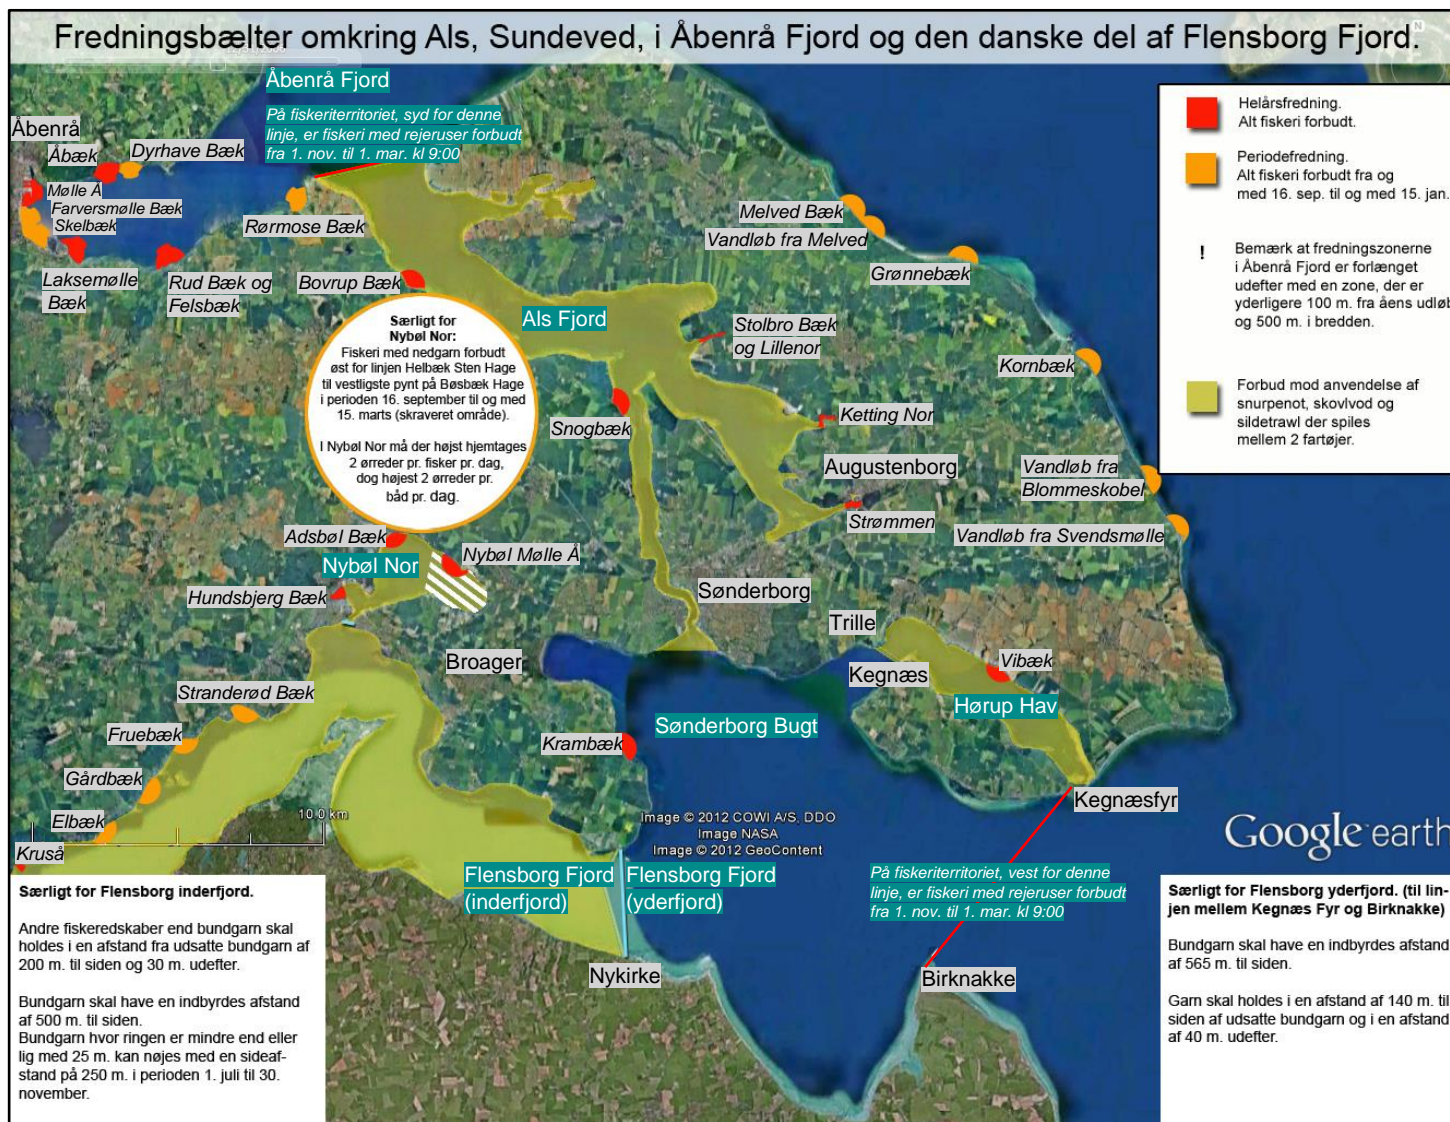 Fredningsbælter omkring Als, Sundeved, i Åbenrå Fjord og den danske del af Flensborg Fjord.
Åbenrå Fjord
På fiskeriterritoriet, syd for denne
linje, er fiskeri med rejeruser forbudt
fra 1. nov. til 1. mar. kl 9:00
Åbenrå
Åbæk
Dyrhave Bæk
Mølle Å
Farversmølle Bæk
Skelbæk
Laksemølle
Bæk
Rud Bæk og
Felsbæk
Rørmose Bæk
Bovrup Bæk
Melved Bæk
Vandløb fra Melved
Grønnebæk
Helårsfredning.
Alt fiskeri forbudt.
Periodefredning.
Alt fiskeri forbudt fra og
med 16. sep. til og med 15. jan.
!
Bemærk at fredningszonerne
i Åbenrå Fjord er forlænget
udefter med en zone, der er
yderligere 100 m. fra åens udløb
og 500 m. i bredden.
Forbud mod anvendelse af
snurpenot, skovlvod og
sildetrawl der spiles
mellem 2 fartøjer.
Særligt for
Nybøl Nor:
Fiskeri med nedgarn forbudt
øst for linjen Helbæk Sten Hage
til vestligste pynt på Bøsbæk Hage
i perioden 16. september til og med
15. marts (skraveret område).
I Nybøl Nor må der højst hjemtages
2 ørreder pr. fisker pr. dag,
dog højest 2 ørreder pr.
båd pr. dag.
Als Fjord
Stolbro Bæk
og Lillenor
Kornbæk
Snogbæk
Ketting Nor
Augustenborg
Strømmen
Vandløb fra
Blommeskobel
Vandløb fra Svendsmølle
Adsbøl Bæk
Nybøl Nor
Nybøl Mølle Å
Hundsbjerg Bæk
Sønderborg
Trille
Broager
Vibæk
Kegnæs
Hørup Hav
Stranderød Bæk
Sønderborg Bugt
Fruebæk
Krambæk
Gårdbæk
Kegnæsfyr
Elbæk
10.0 km
Kruså
Image © 2012 COWI A/S, DDO
Image NASA
Image © 2012 GeoContent
Google earth
Flensborg Fjord
(inderfjord)
Flensborg Fjord
(yderfjord)
På fiskeriterritoriet, vest for denne
linje, er fiskeri med rejeruser forbudt
fra 1. nov. til 1. mar. kl 9:00
Nykirke
Birknakke
Særligt for Flensborg inderfjord.
Andre fiskeredskaber end bundgarn skal
holdes i en afstand fra udsatte bundgarn af
200 m. til siden og 30 m. udefter.
Bundgarn skal have en indbyrdes afstand
af 500 m. til siden.
Bundgarn hvor ringen er mindre end eller
lig med 25 m. kan nøjes med en sideaf-
stand på 250 m. i perioden 1. juli til 30.
november.
Særligt for Flensborg yderfjord. (til lin-
jen mellem Kegnæs Fyr og Birknakke)
Bundgarn skal have en indbyrdes afstand
af 565 m. til siden.
Garn skal holdes i en afstand af 140 m. til
siden af udsatte bundgarn og i en afstand
af 40 m. udefter.